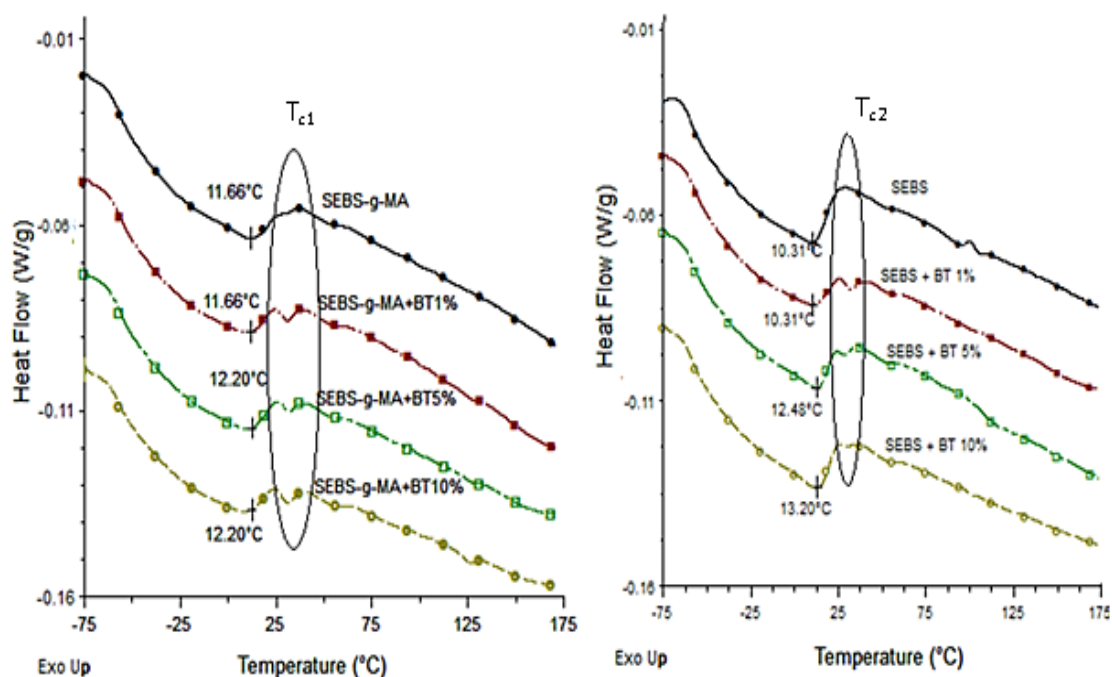 -0.01
-0.06
-0.11
-0.16
Heat Flow (W/g)
T c1
11.66°C
SEBS-g-MA
11.66°C
SEBS-g-MA+BT1%
12.20°C
SEBS-g-MA+BT5%
SEBS-g-MA+BT10%
12.20°C
-75
-25
25
75
125
175
Exo Up
Temperature (°C)
-0.01
-0.06
-0.11
-0.16
Heat Flow (W/g)
T c2
SEBS
10.31°C
SEBS + BT 1%
10.31°C
SEBS + BT 5%
12.48°C
SEBS + BT 10%
13.20°C
-75
-25
25
75
125
175
Exo Up
Temperature (°C)